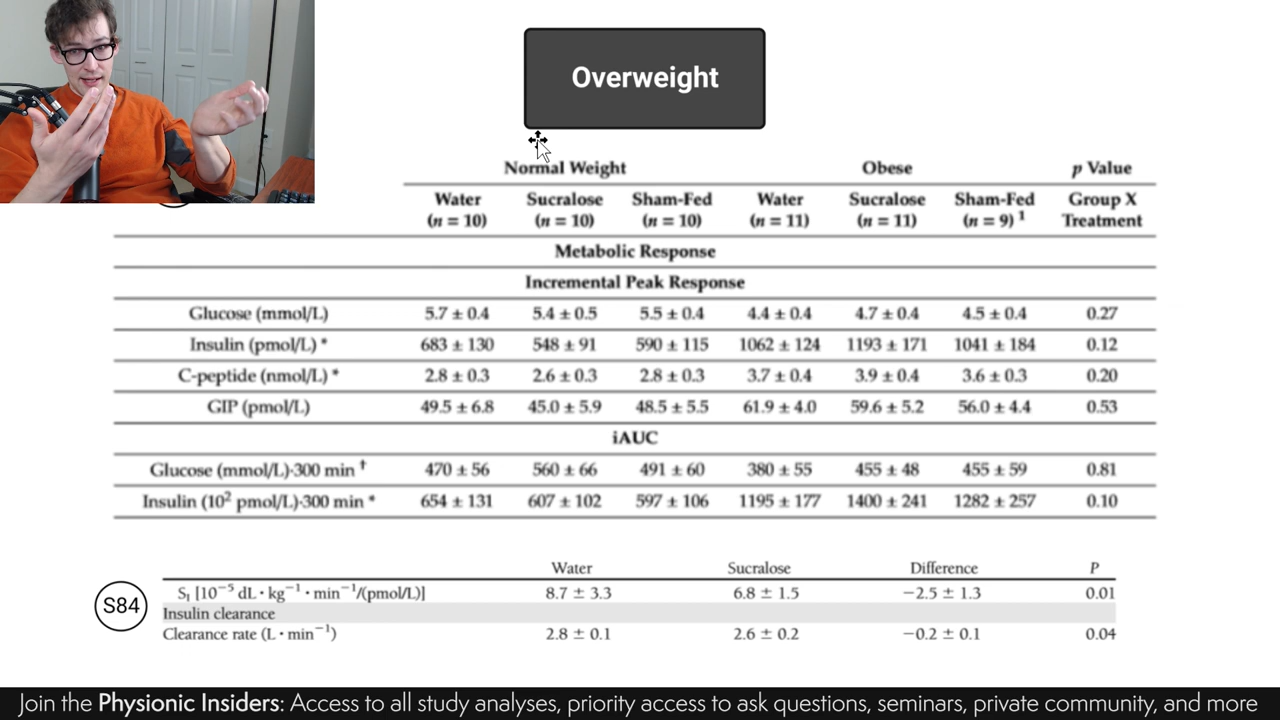 Overweight
Normal Weight Obese p Value
Water Sucralose Sham-Fed Water Sucralose Sham-Fed Group X
(n = 10) (n = 10) (n = 10) (n = 11) (n = 11) (n = 9) 1 Treatment
Metabolic Response
Incremental Peak Response
Glucose (mmol/L) 5.7 ± 0.4 5.4 ± 0.5 5.5 ± 0.4 4.4 ± 0.4 4.7 ± 0.4 4.5 ± 0.4 0.27
Insulin (pmol/L) * 683 ± 130 548 ± 91 590 ± 115 1062 ± 124 1193 ± 171 1041 ± 184 0.12
C-peptide (nmol/L) * 2.8 ± 0.3 2.6 ± 0.3 2.8 ± 0.3 3.7 ± 0.4 3.9 ± 0.4 3.6 ± 0.3 0.20
GIP (pmol/L) 49.5 ± 6.8 45.0 ± 5.9 48.5 ± 5.5 61.9 ± 4.0 59.6 ± 5.2 56.0 ± 4.4 0.53
iAUC
Glucose (mmol/L)·300 min † 470 ± 56 560 ± 66 491 ± 60 380 ± 55 455 ± 48 455 ± 59 0.81
Insulin (10² pmol/L)·300 min * 654 ± 131 607 ± 102 597 ± 106 1195 ± 177 1400 ± 241 1282 ± 257 0.10
Water Sucralose Difference P
S84
SI [10⁻⁵ dL · kg⁻¹ · min⁻¹/(pmol/L)] 8.7 ± 3.3 6.8 ± 1.5 −2.5 ± 1.3 0.01
Insulin clearance
Clearance rate (L · min⁻¹) 2.8 ± 0.1 2.6 ± 0.2 −0.2 ± 0.1 0.04
Join the Physionic Insiders: Access to all study analyses, priority access to ask questions, seminars, private community, and more